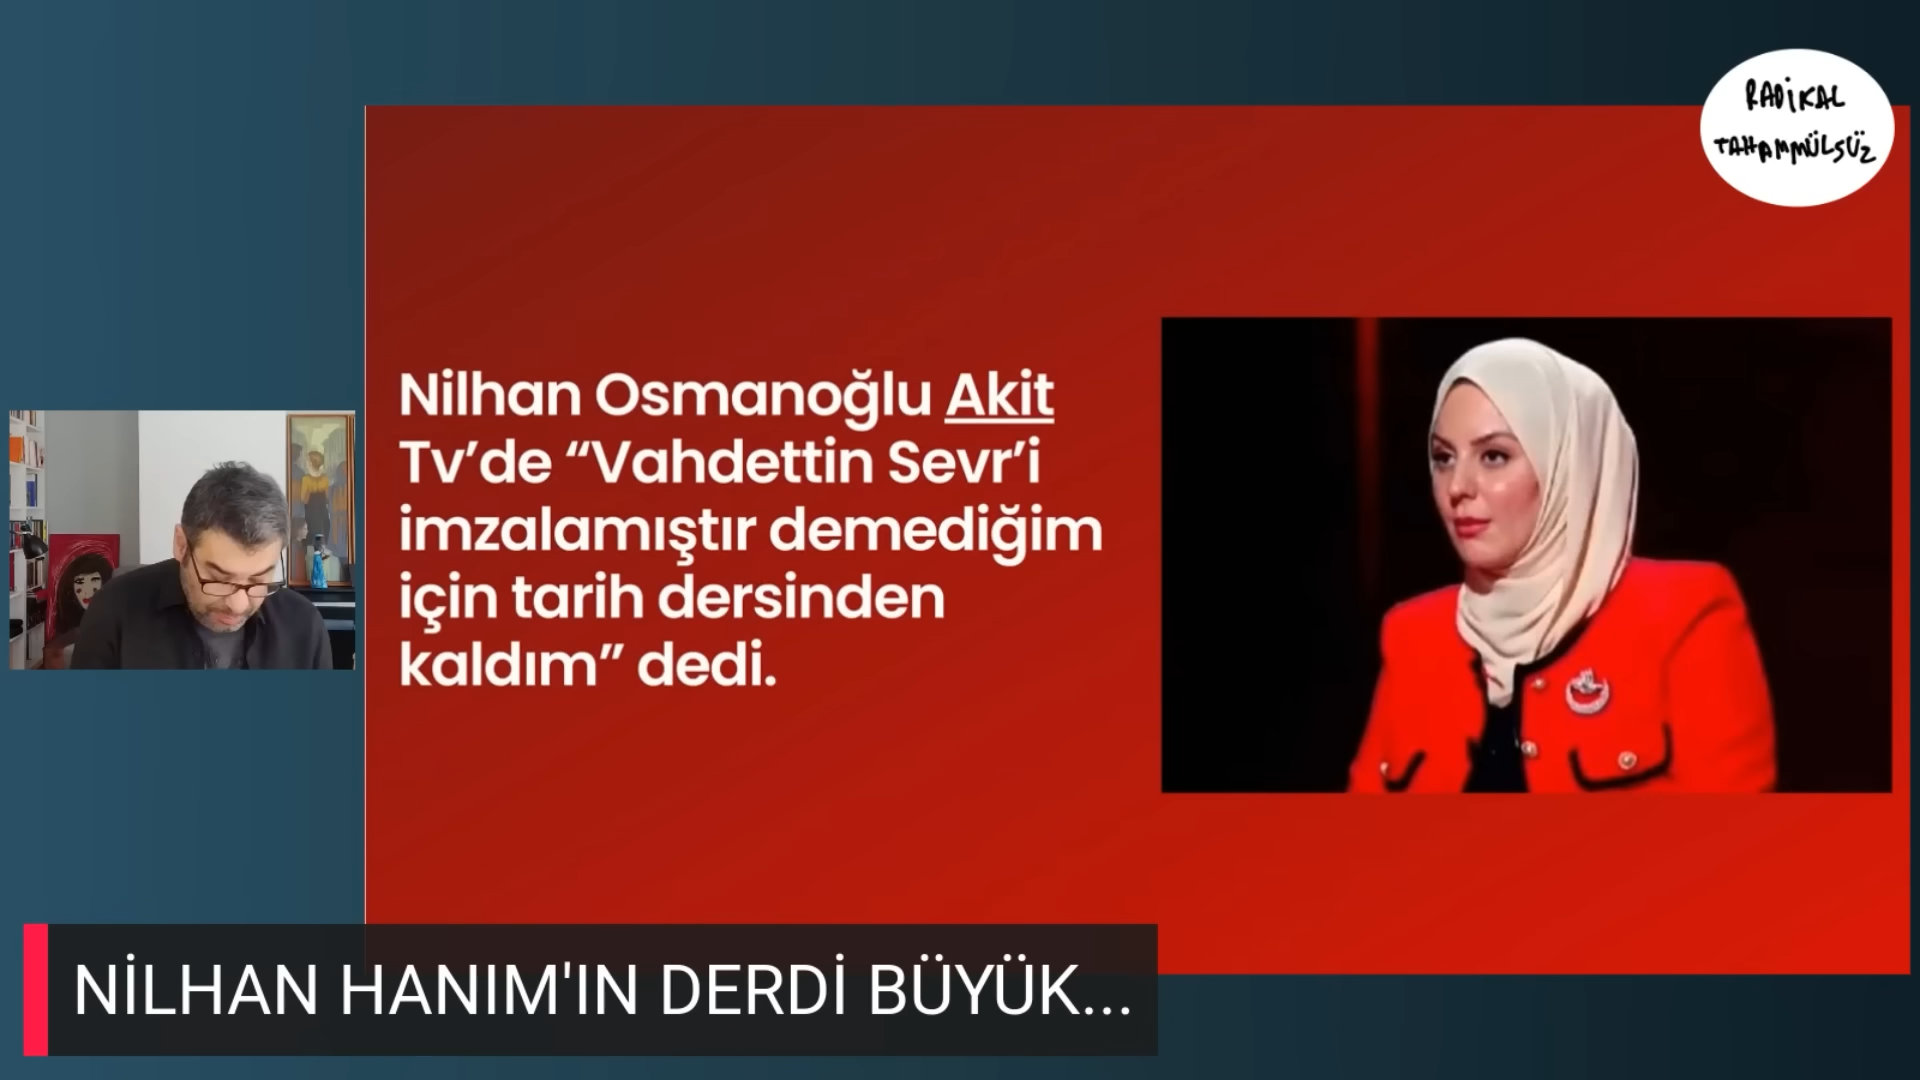 RADİKAL
TAHAMMÜLSÜZ
Nilhan Osmanoğlu Akit
Tv’de “Vahdettin Sevr’i
imzalamıştır demediğim
için tarih dersinden
kaldım” dedi.
NİLHAN HANIM'IN DERDİ BÜYÜK...